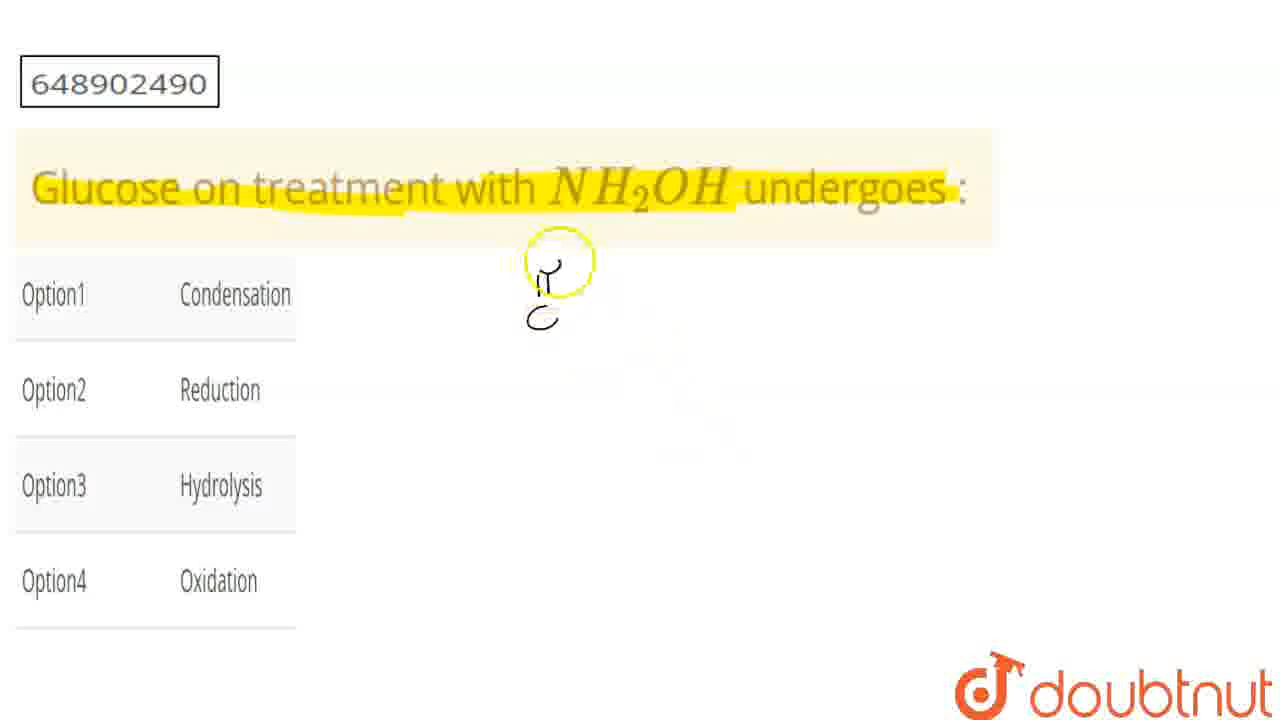 648902490
Glucose on treatment with NH₂OH undergoes :
Option1 Condensation
Option2 Reduction
Option3 Hydrolysis
Option4 Oxidation
doubtnut